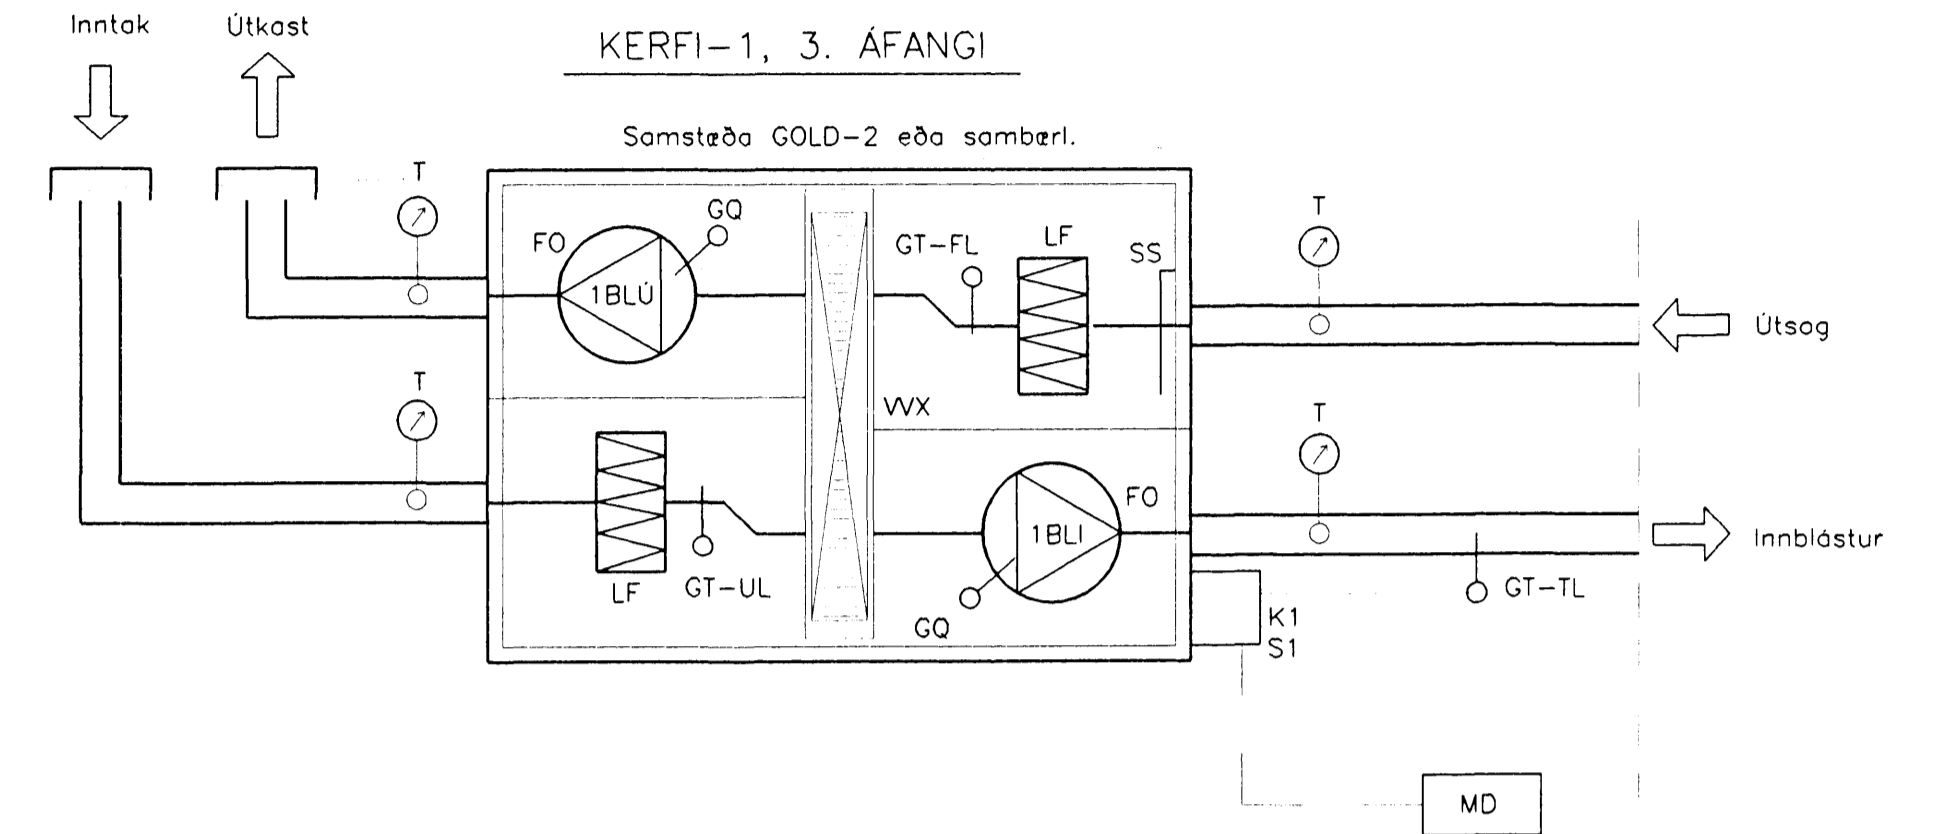 Inntak
Útkast
KERFI-1, 3. ÁFANGI
Samstæða GOLD-2 eða sambærl.
T
T
GQ
FO
1BLÚ
GT-FL
LF
SS
Útsog
T
VVX
T
LF
GT-UL
FO
1BLI
GQ
Innblástur
GT-TL
K1
S1
MD